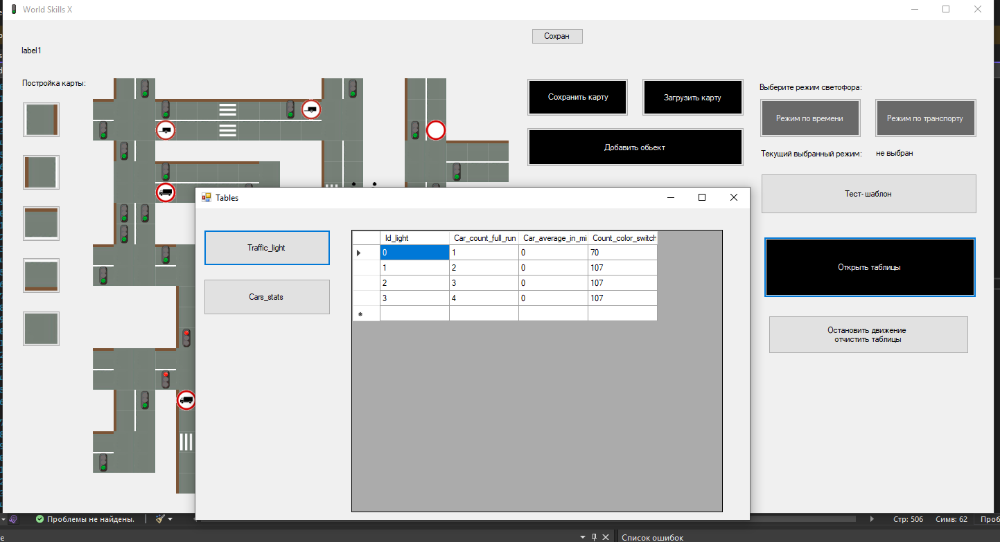 World Skills X
Сохран
label1
Постройка карты:
Сохранить карту
Загрузить карту
Добавить обьект
Выберите режим светофора:
Режим по времени
Режим по транспорту
Текущий выбранный режим:
не выбран
Тест-шаблон
Открыть таблицы
Остановить движение
отчистить таблицы
Tables
Traffic_light
Cars_stats
Id_light Car_count_full_run Car_average_in_mi Count_color_switch
0 1 0 70
1 2 0 107
2 3 0 107
3 4 0 107
Проблемы не найдены.
Стр: 506 Симв: 62 Проб
Список ошибок